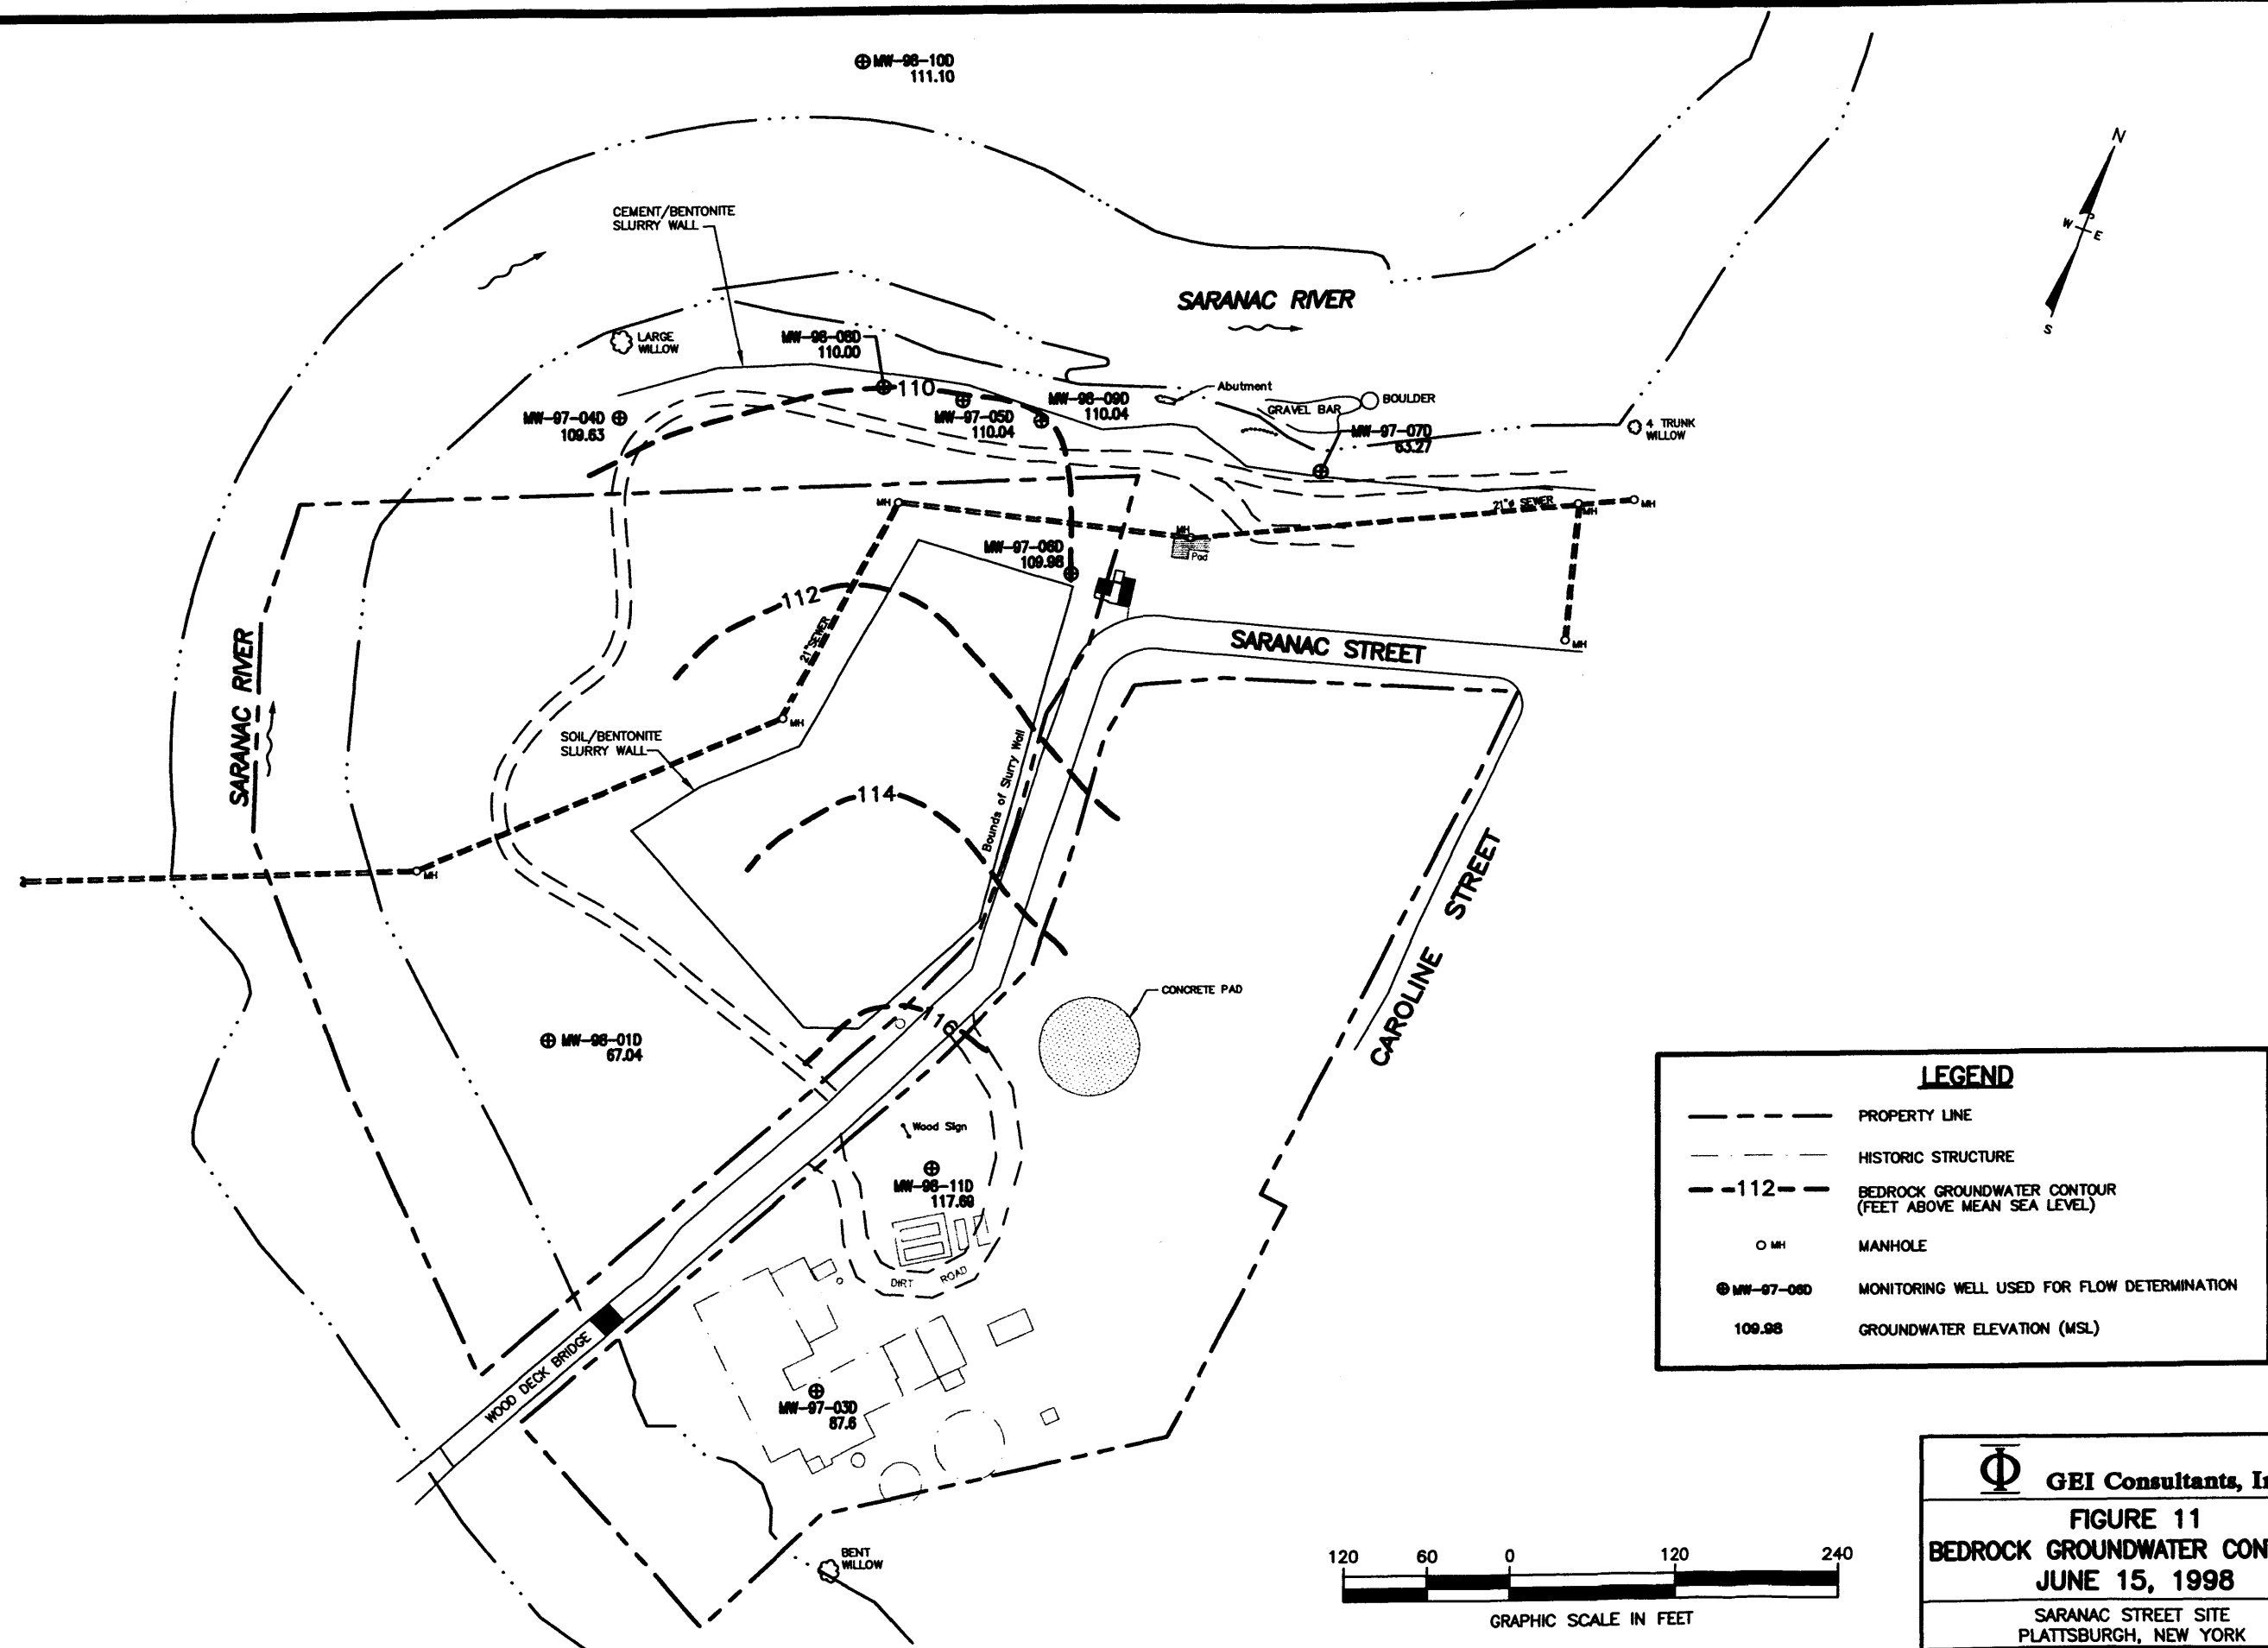 MW-98-10D
111.10
N
W
P
E
S
CEMENT/BENTONITE
SLURRY WALL
SARANAC RIVER
LARGE
WILLOW
MW-98-08D
110.00
110
MW-97-04D
109.63
MW-97-05D
110.04
MW-98-09D
110.04
Abutment
GRAVEL BAR
BOULDER
MW-97-07D
63.27
4 TRUNK
WILLOW
MH
21"⌀ SEWER
MH
MH
MH
Pad
MW-97-06D
109.98
112
21" SEWER
SARANAC STREET
MH
SARANAC RIVER
MH
SOIL/BENTONITE
SLURRY WALL
Bounds of Slurry Wall
114
MH
CAROLINE STREET
CONCRETE PAD
116
MW-98-01D
67.04
Wood Sign
MW-98-11D
117.69
DIRT ROAD
WOOD DECK BRIDGE
MW-97-03D
87.6
BENT
WILLOW
LEGEND
PROPERTY LINE
HISTORIC STRUCTURE
112 BEDROCK GROUNDWATER CONTOUR
(FEET ABOVE MEAN SEA LEVEL)
MH MANHOLE
MW-97-06D MONITORING WELL USED FOR FLOW DETERMINATION
109.98 GROUNDWATER ELEVATION (MSL)
120 60 0 120 240
GRAPHIC SCALE IN FEET
GEI Consultants,
FIGURE 11
BEDROCK GROUNDWATER CON
JUNE 15, 1998
SARANAC STREET SITE
PLATTSBURGH, NEW YORK